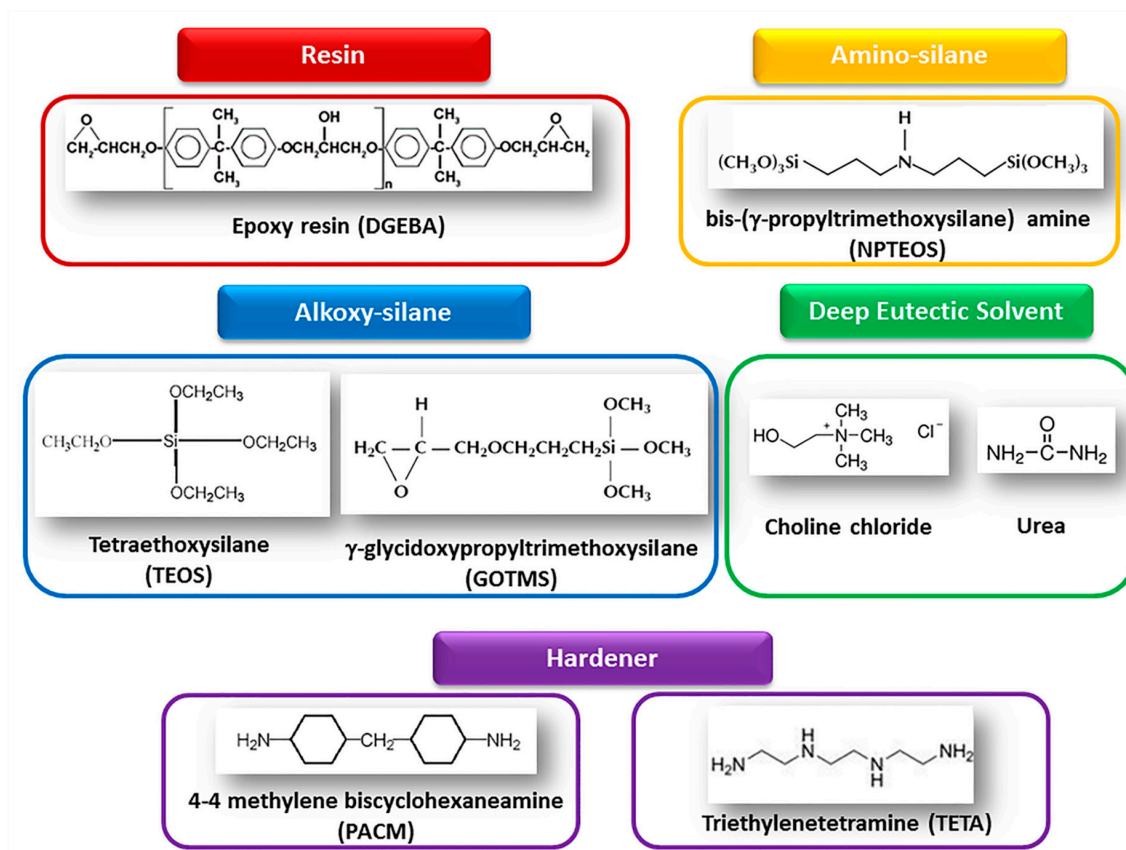 Resin
CH₂-CHCH₂O
O
CH₃
C
CH₃
OH
OCH₂CHCH₂O
n
CH₃
C
CH₃
OCH₂CH-CH₂
O
Epoxy resin (DGEBA)
Amino-silane
H
(CH₃O)₃Si
N
Si(OCH₃)₃
bis-(γ-propyltrimethoxysilane) amine
(NPTEOS)
Alkoxy-silane
OCH₂CH₃
CH₃CH₂O
Si
OCH₂CH₃
OCH₂CH₃
Tetraethoxysilane
(TEOS)
H
OCH₃
H₂C
C
CH₂OCH₂CH₂CH₂Si
OCH₃
O
OCH₃
γ-glycidoxypropyltrimethoxysilane
(GOTMS)
Deep Eutectic Solvent
CH₃
HO
N⁺
CH₃
Cl⁻
CH₃
Choline chloride
O
NH₂-C-NH₂
Urea
Hardener
H₂N
CH₂
NH₂
4-4 methylene biscyclohexaneamine
(PACM)
H₂N
H
N
N
H
NH₂
Triethylenetetramine (TETA)